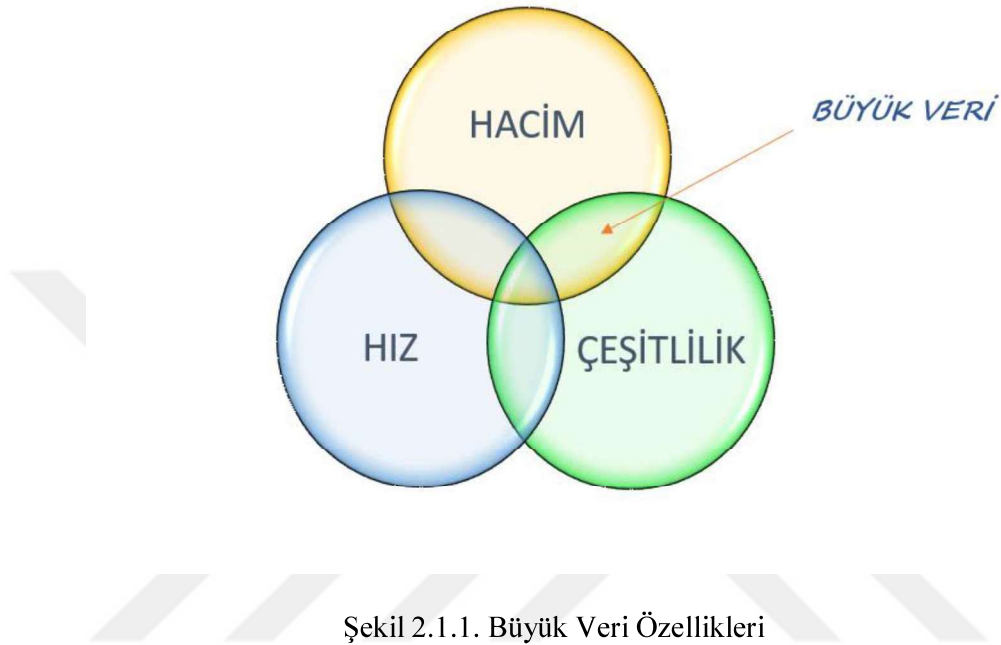 HACİM
BÜYÜK VERİ
HIZ
ÇEŞİTLİLİK
Şekil 2.1.1. Büyük Veri Özellikleri